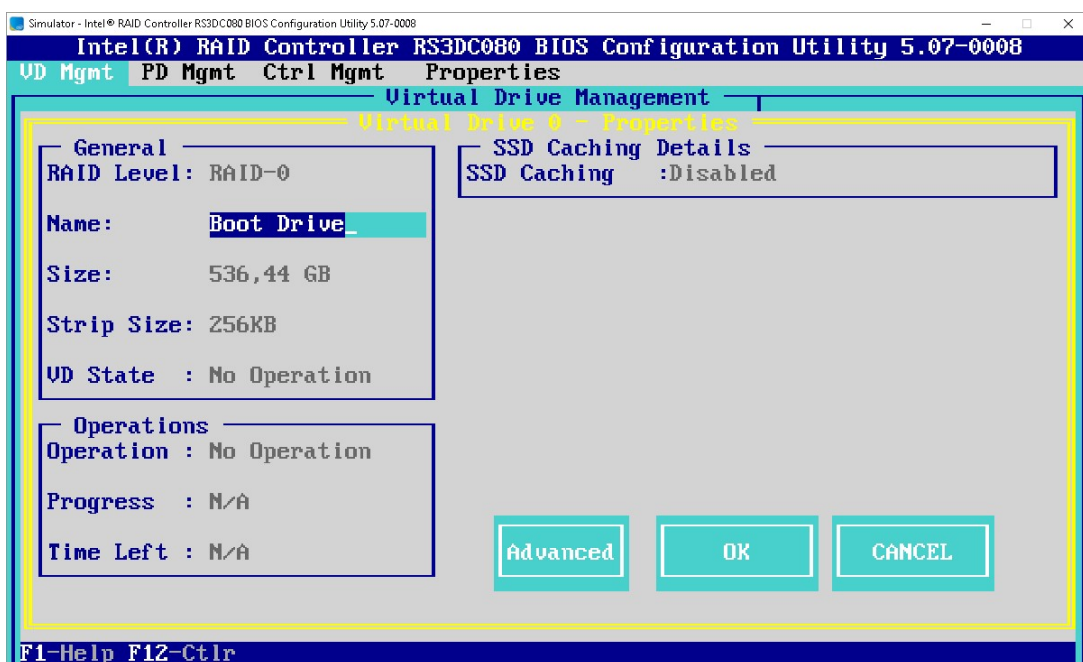 Simulator - Intel® RAID Controller RS3DC080 BIOS Configuration Utility 5.07-0008
Intel(R) RAID Controller RS3DC080 BIOS Configuration Utility 5.07-0008
VD Mgmt PD Mgmt Ctrl Mgmt Properties
Virtual Drive Management
Virtual Drive 0 - Properties
General
RAID Level: RAID-0
Name: Boot Drive_
Size: 536,44 GB
Strip Size: 256KB
VD State : No Operation
Operations
Operation : No Operation
Progress : N/A
Time Left : N/A
SSD Caching Details
SSD Caching :Disabled
Advanced OK CANCEL
F1-Help F12-Ctlr